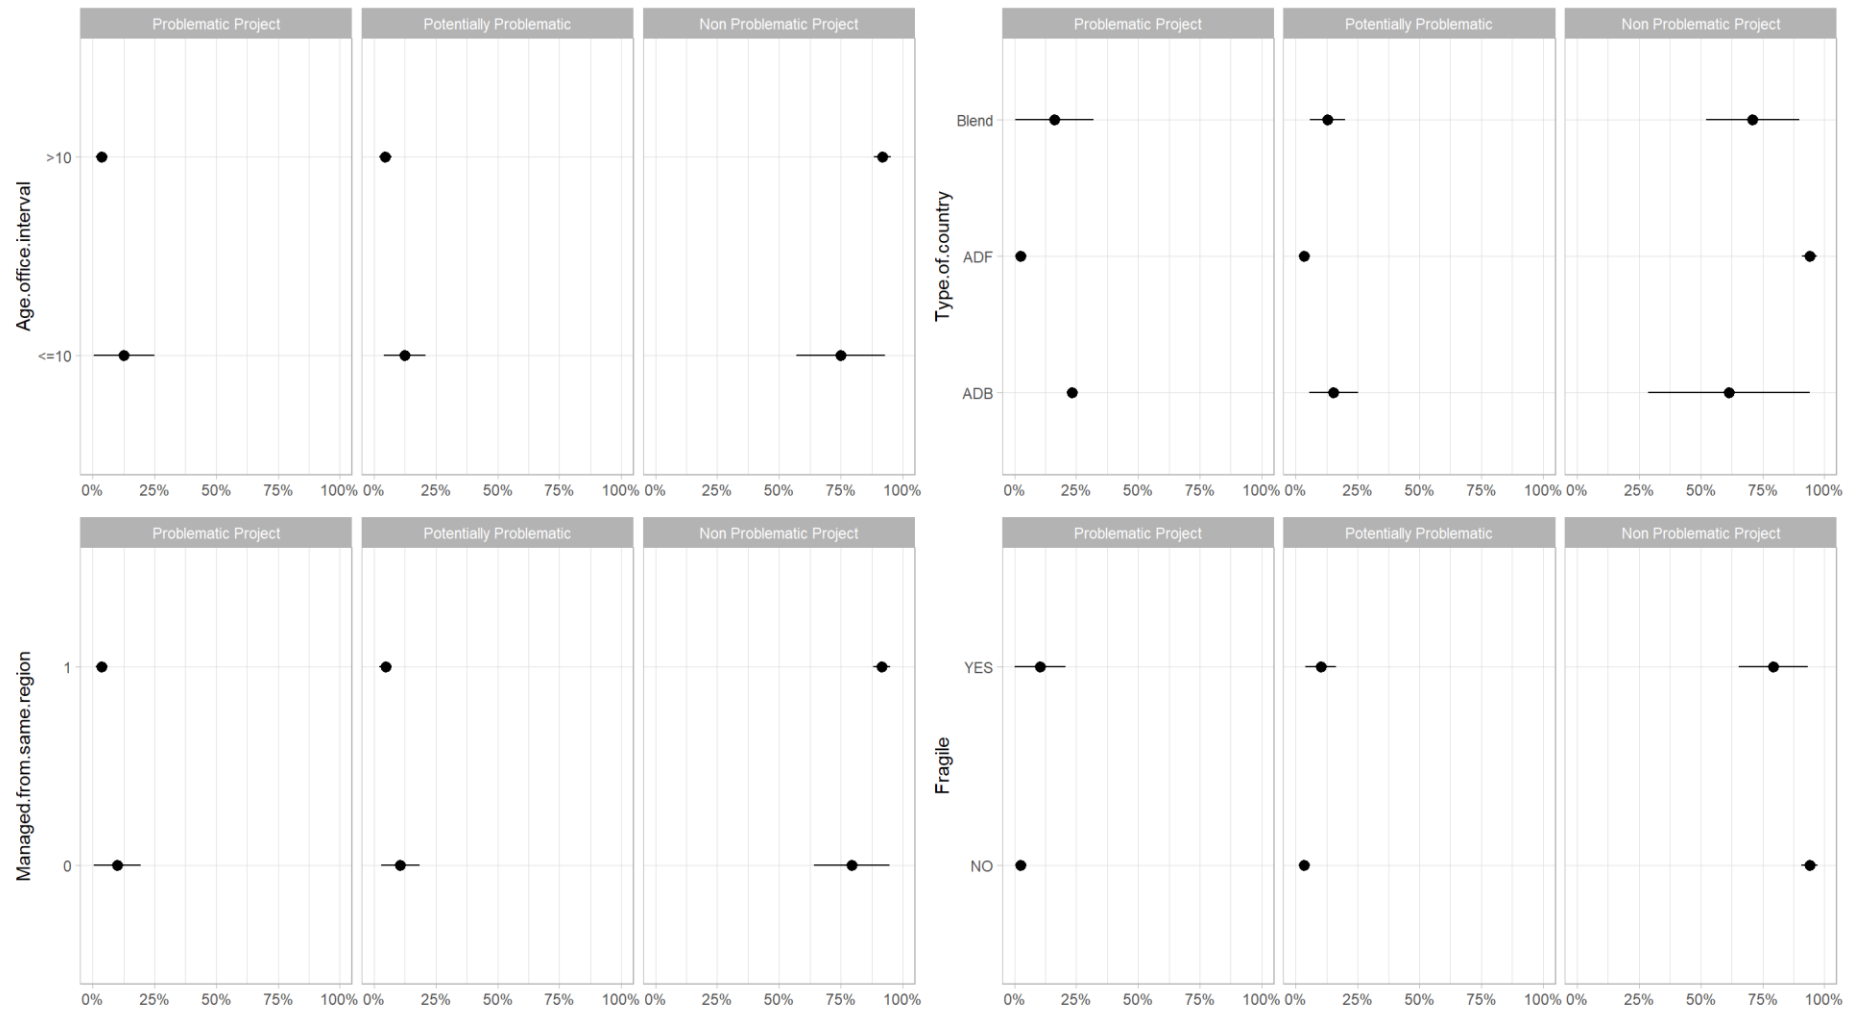 Problematic Project Potentially Problematic Non Problematic Project
Age.office.interval
>10
<=10
0% 25% 50% 75% 100% 0% 25% 50% 75% 100% 0% 25% 50% 75% 100%
Problematic Project Potentially Problematic Non Problematic Project
Type.of.country
Blend
ADF
ADB
0% 25% 50% 75% 100% 0% 25% 50% 75% 100% 0% 25% 50% 75% 100%
Problematic Project Potentially Problematic Non Problematic Project
Managed.from.same.region
1
0
0% 25% 50% 75% 100% 0% 25% 50% 75% 100% 0% 25% 50% 75% 100%
Problematic Project Potentially Problematic Non Problematic Project
Fragile
YES
NO
0% 25% 50% 75% 100% 0% 25% 50% 75% 100% 0% 25% 50% 75% 100%